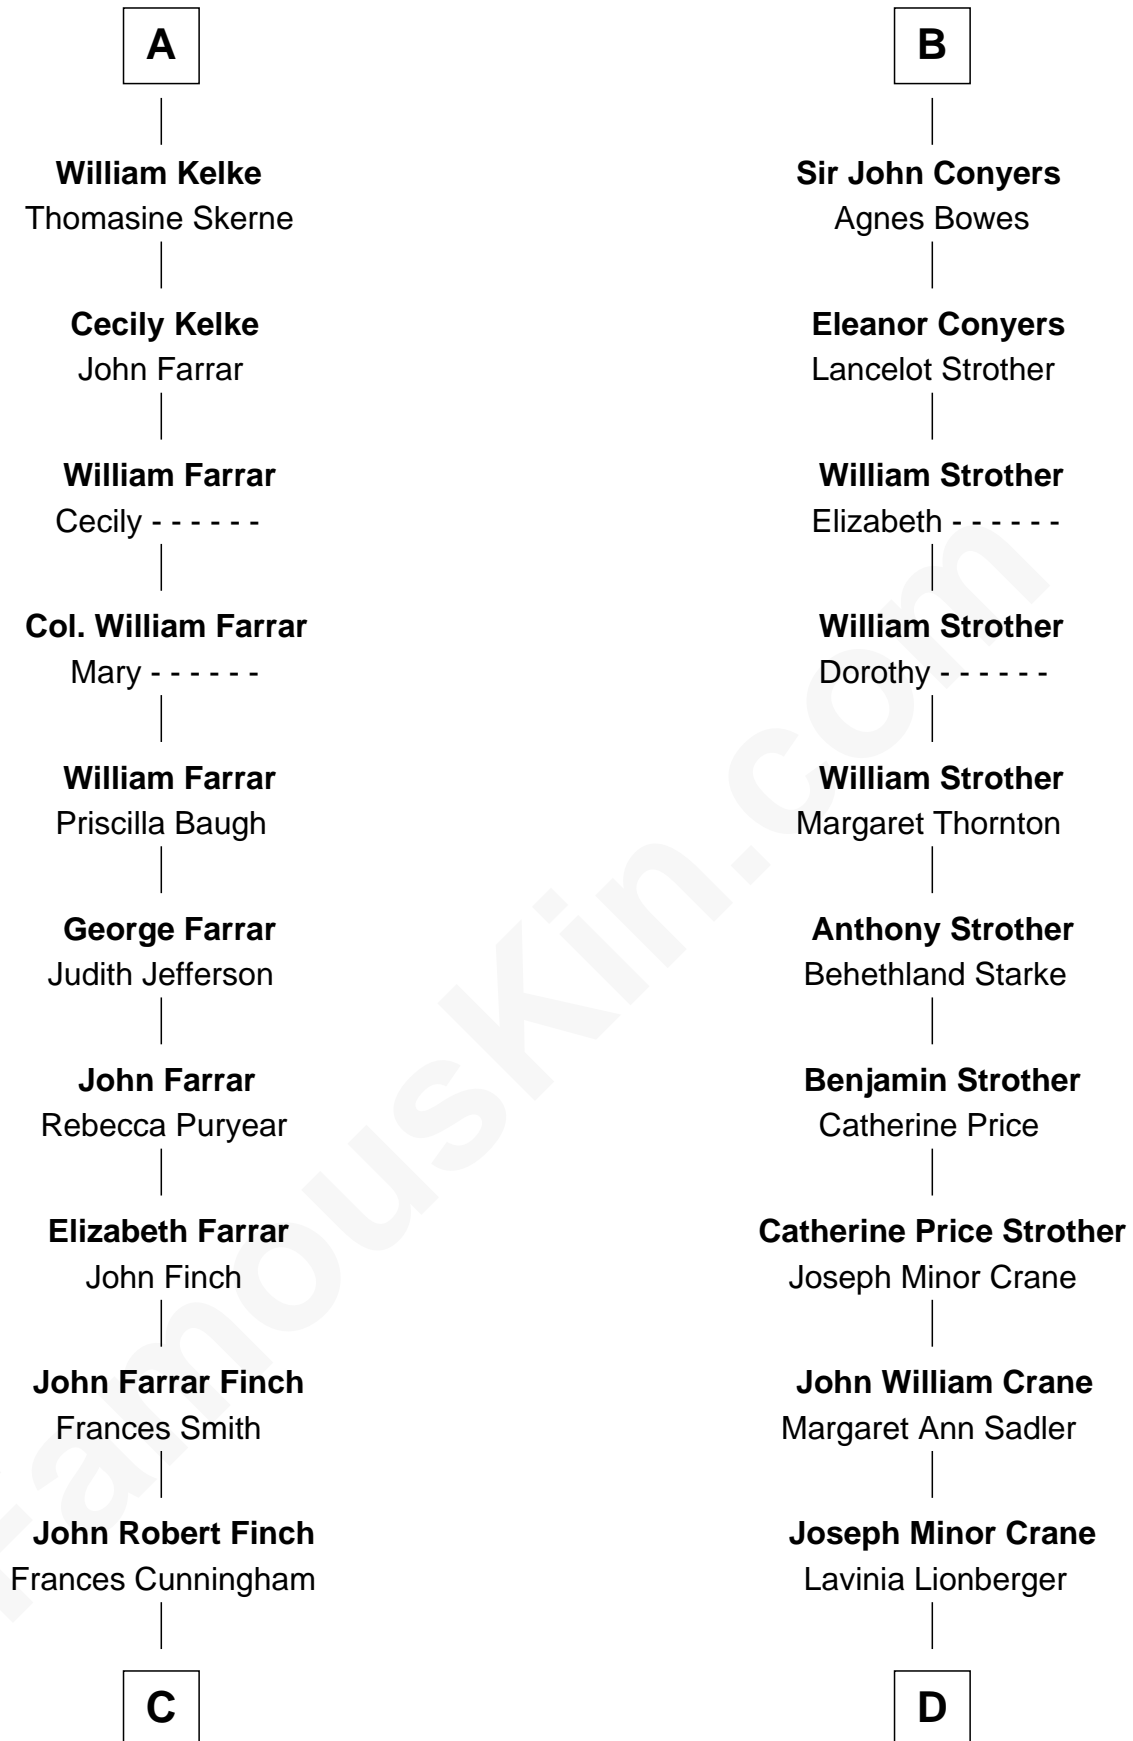 A
William Kelke
Thomasine Skerne
Cecily Kelke
John Farrar
William Farrar
Cecily - - - - - -
Col. William Farrar
Mary - - - - - -
William Farrar
Priscilla Baugh
George Farrar
Judith Jefferson
John Farrar
Rebecca Puryear
Elizabeth Farrar
John Finch
John Farrar Finch
Frances Smith
John Robert Finch
Frances Cunningham
C
B
Sir John Conyers
Agnes Bowes
Eleanor Conyers
Lancelot Strother
William Strother
Elizabeth - - - - - -
William Strother
Dorothy - - - - - -
William Strother
Margaret Thornton
Anthony Strother
Behethland Starke
Benjamin Strother
Catherine Price
Catherine Price Strother
Joseph Minor Crane
John William Crane
Margaret Ann Sadler
Joseph Minor Crane
Lavinia Lionberger
D
FamousKin.com